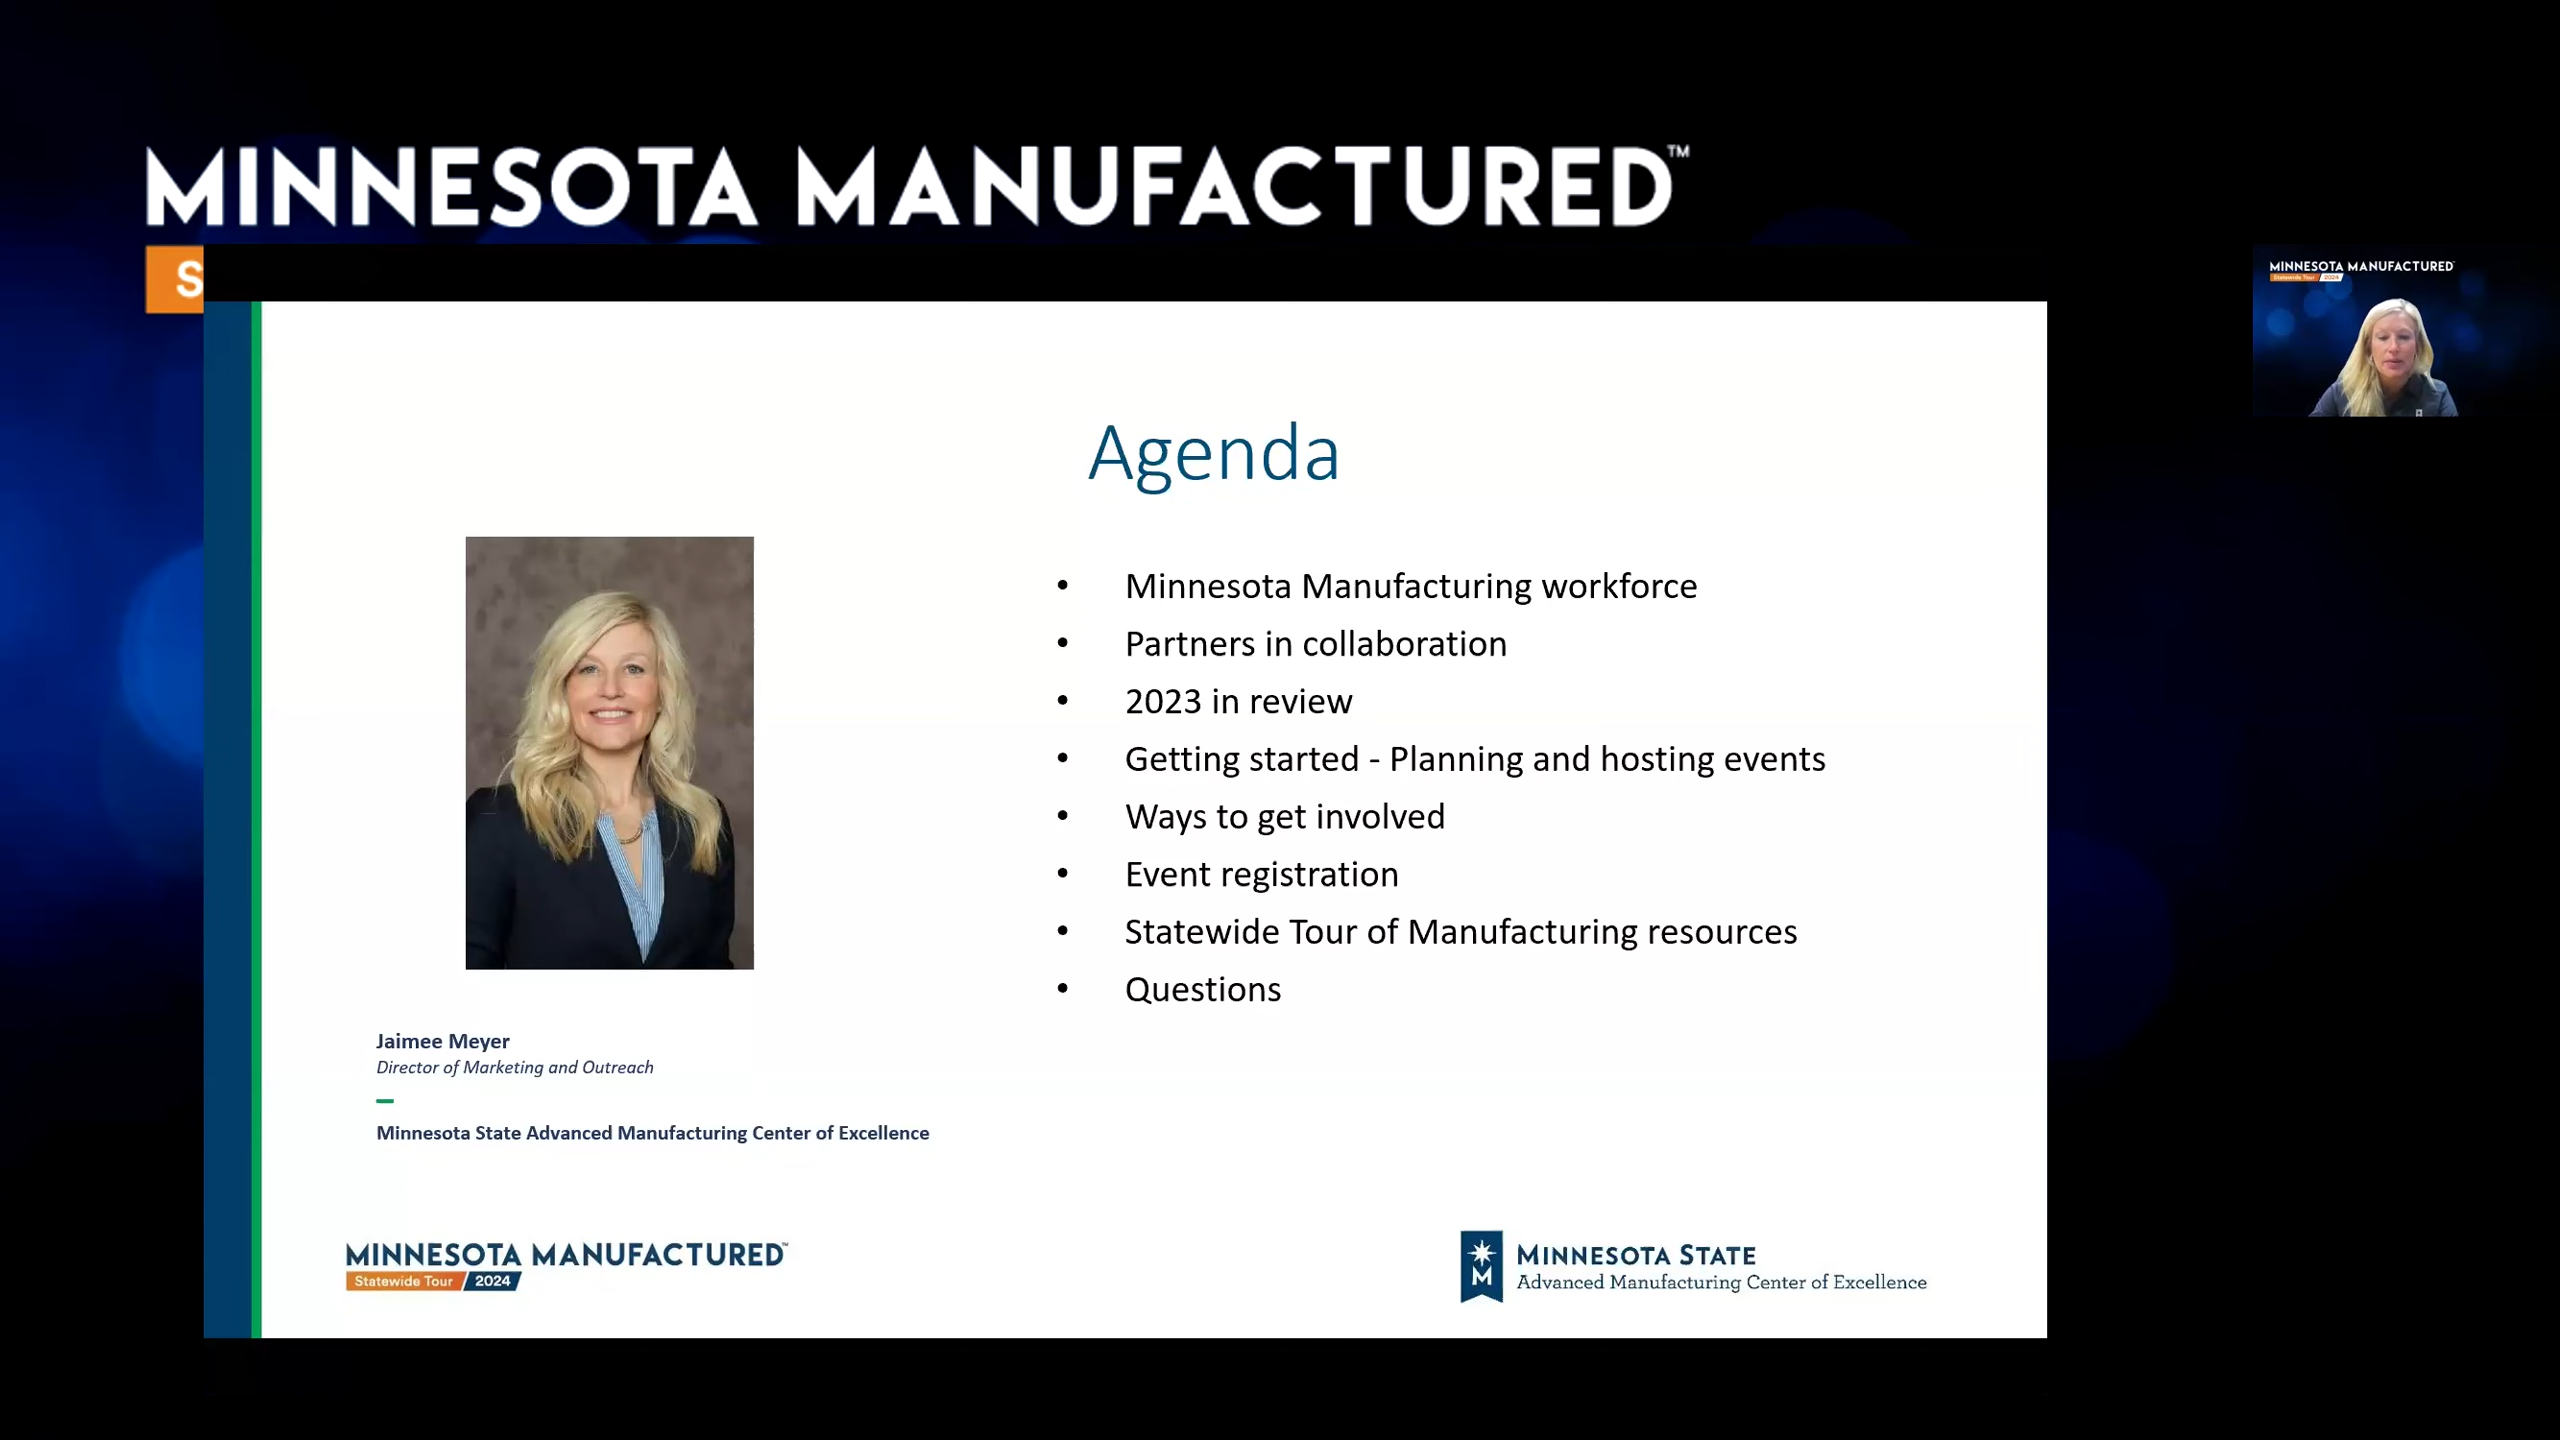 MINNESOTA MANUFACTURED™
S
MINNESOTA MANUFACTURED
Statewide Tour 2024
Agenda
• Minnesota Manufacturing workforce
• Partners in collaboration
• 2023 in review
• Getting started - Planning and hosting events
• Ways to get involved
• Event registration
• Statewide Tour of Manufacturing resources
• Questions
Jaimee Meyer
Director of Marketing and Outreach
Minnesota State Advanced Manufacturing Center of Excellence
MINNESOTA MANUFACTURED™
Statewide Tour 2024
M
MINNESOTA STATE
Advanced Manufacturing Center of Excellence